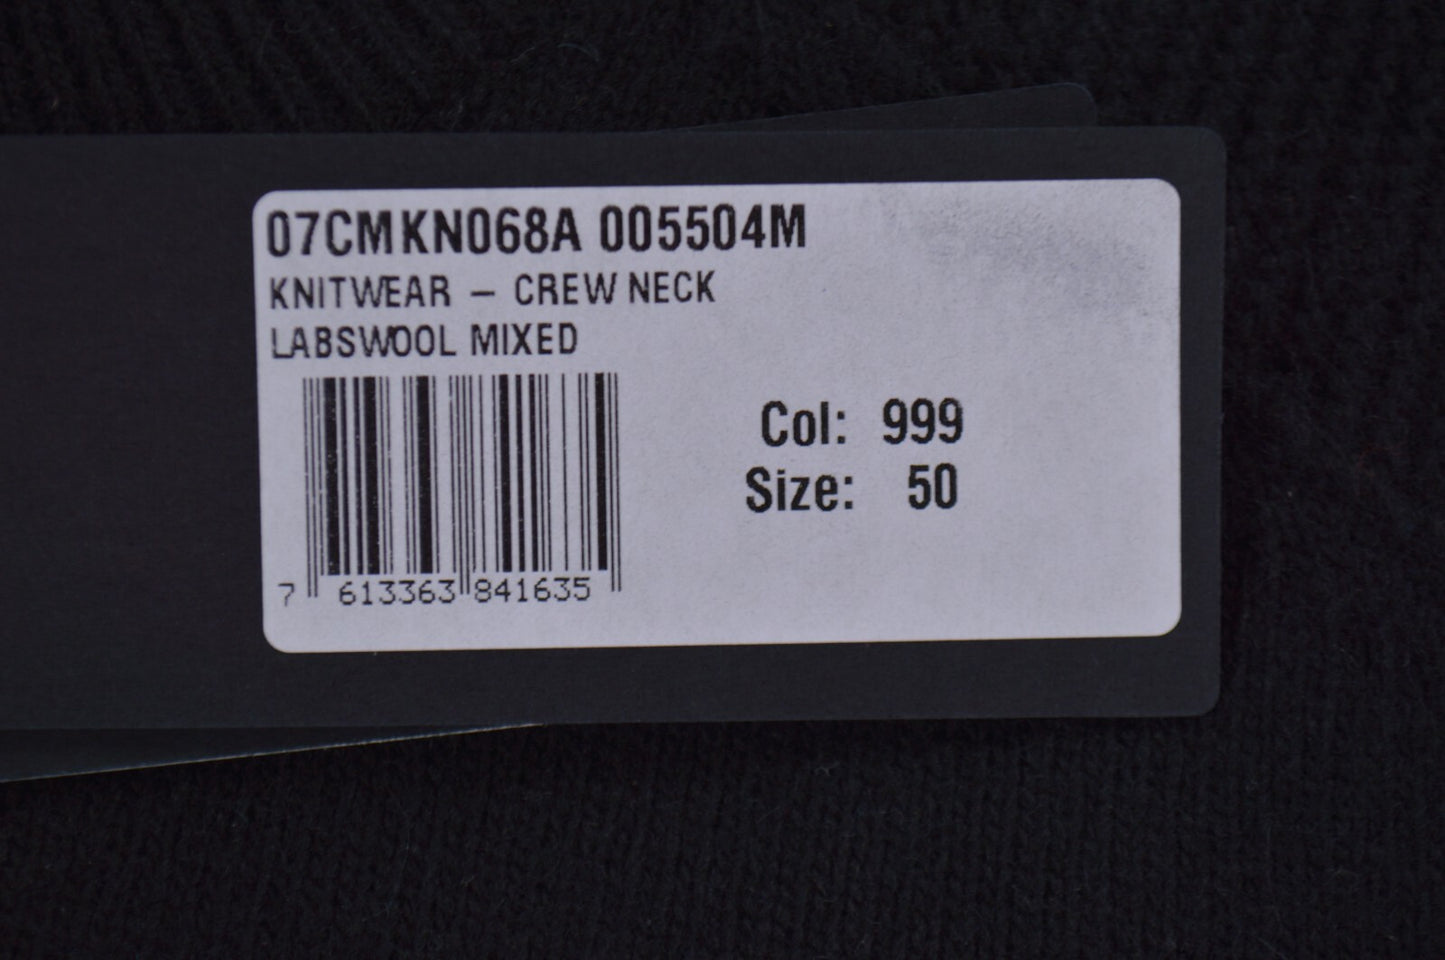 07CMKN068A 005504M
KNITWEAR – CREW NECK
LABSWOOL MIXED
Col: 999
Size: 50
7 613363 841635